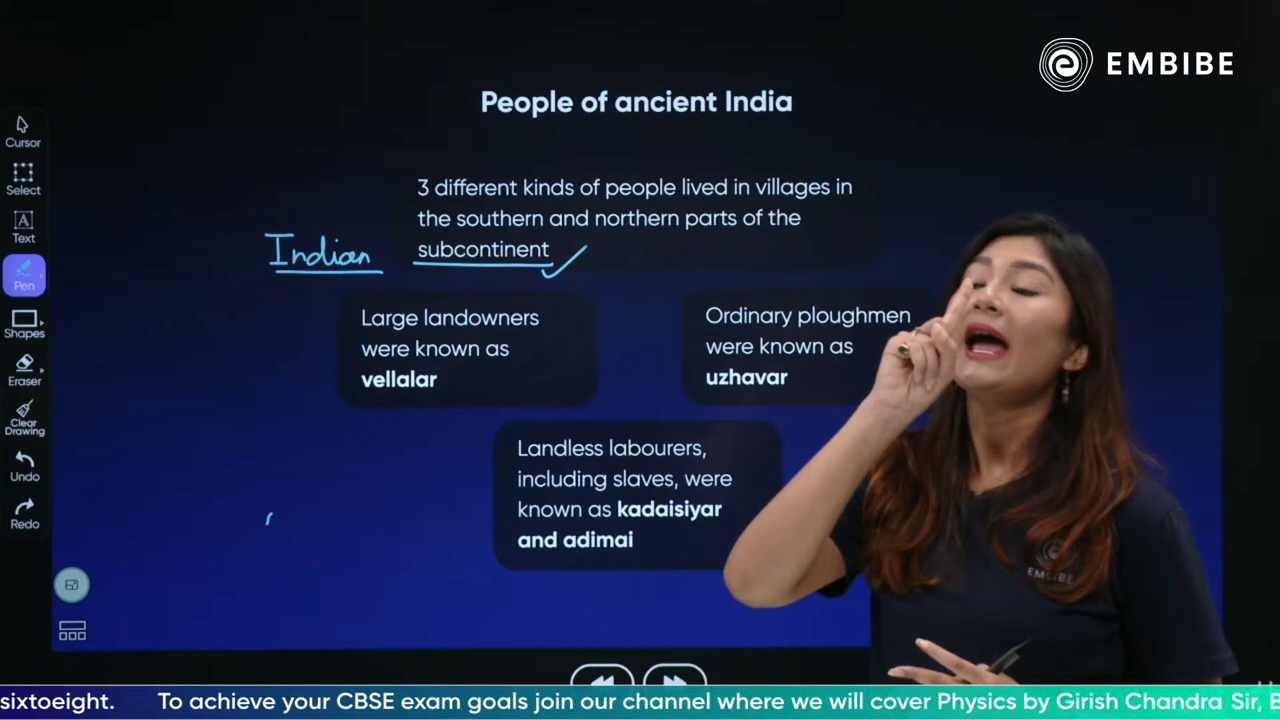 EMBIBE
People of ancient India
Cursor
Select
Text
Pen
Shapes
Eraser
Clear
Drawing
Undo
Redo
3 different kinds of people lived in villages in
the southern and northern parts of the
Indian subcontinent
Large landowners
were known as
vellalar
Ordinary ploughmen
were known as
uzhavar
Landless labourers,
including slaves, were
known as kadaisiyar
and adimai
EMBIBE
sixtoeight. To achieve your CBSE exam goals join our channel where we will cover Physics by Girish Chandra Sir,